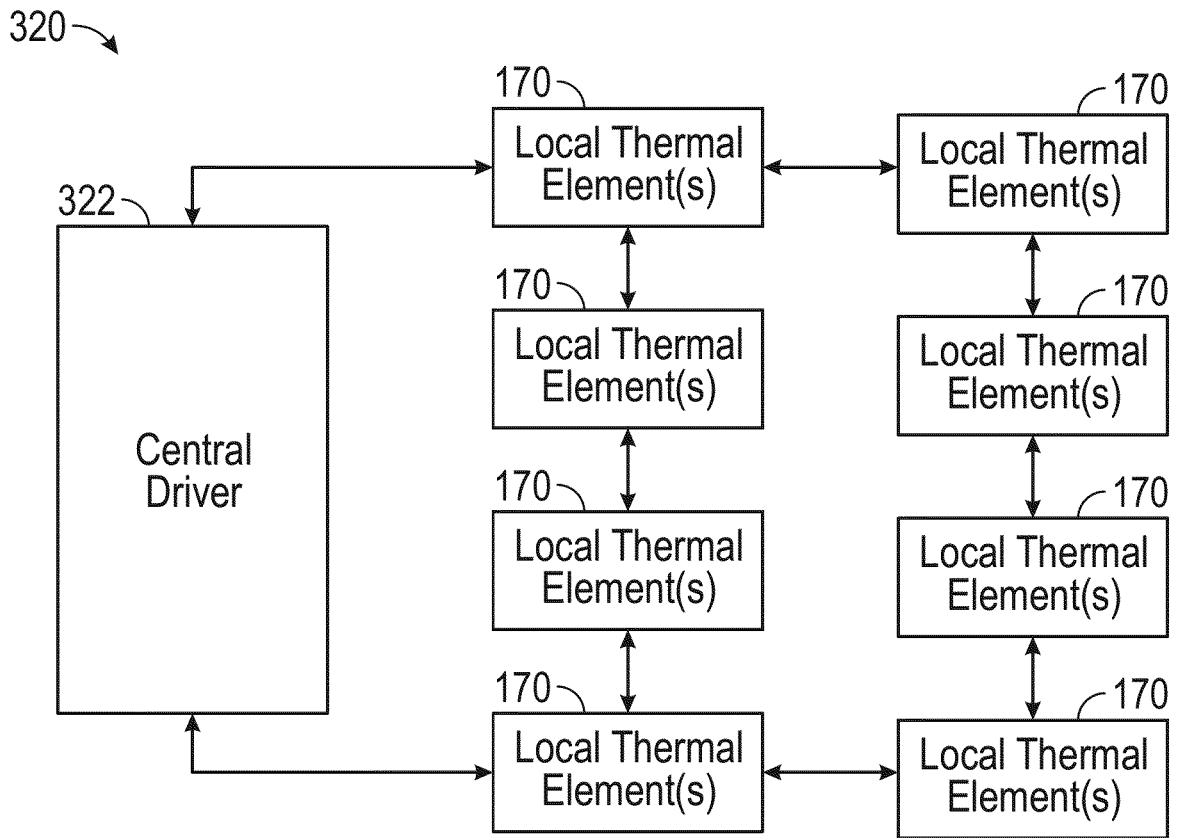 320
170
Local Thermal
Element(s)
170
Local Thermal
Element(s)
322
Central
Driver
170
Local Thermal
Element(s)
170
Local Thermal
Element(s)
170
Local Thermal
Element(s)
170
Local Thermal
Element(s)
170
Local Thermal
Element(s)
170
Local Thermal
Element(s)